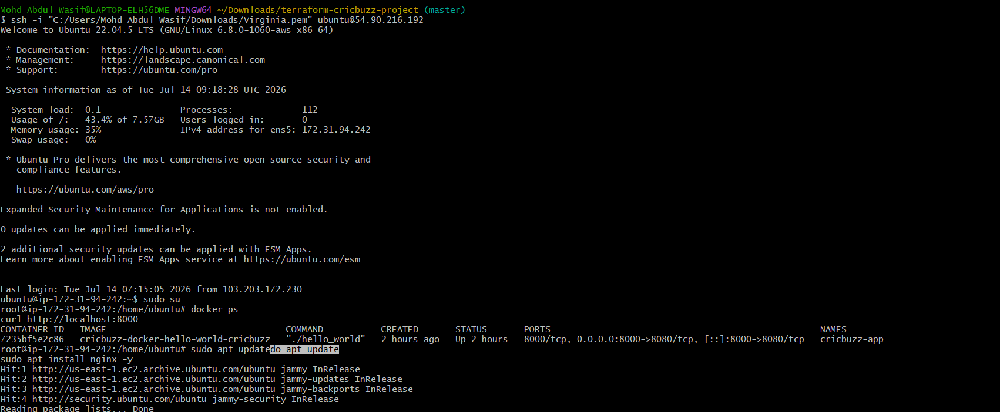 Mohd Abdul Wasif@LAPTOP-ELH56DME MINGW64 ~/Downloads/terraform-cricbuzz-project (master)
$ ssh -i "C:/Users/Mohd Abdul Wasif/Downloads/Virginia.pem" ubuntu@54.90.216.192
Welcome to Ubuntu 22.04.5 LTS (GNU/Linux 6.8.0-1060-aws x86_64)

 * Documentation:  https://help.ubuntu.com
 * Management:     https://landscape.canonical.com
 * Support:        https://ubuntu.com/pro

 System information as of Tue Jul 14 09:18:28 UTC 2026

  System load:  0.1               Processes:             112
  Usage of /:   43.4% of 7.57GB   Users logged in:       0
  Memory usage: 35%               IPv4 address for ens5: 172.31.94.242
  Swap usage:   0%

 * Ubuntu Pro delivers the most comprehensive open source security and
   compliance features.

   https://ubuntu.com/aws/pro

Expanded Security Maintenance for Applications is not enabled.

0 updates can be applied immediately.

2 additional security updates can be applied with ESM Apps.
Learn more about enabling ESM Apps service at https://ubuntu.com/esm

Last login: Tue Jul 14 07:15:05 2026 from 103.203.172.230
ubuntu@ip-172-31-94-242:~$ sudo su
root@ip-172-31-94-242:/home/ubuntu# docker ps
curl http://localhost:8000
CONTAINER ID   IMAGE                                  COMMAND           CREATED       STATUS       PORTS                                                   NAMES
7235bf5e2c86   cricbuzz-docker-hello-world-cricbuzz   "./hello_world"   2 hours ago   Up 2 hours   8000/tcp, 0.0.0.0:8000->8080/tcp, [::]:8000->8080/tcp   cricbuzz-app
root@ip-172-31-94-242:/home/ubuntu# sudo apt updatedo apt update
sudo apt install nginx -y
Hit:1 http://us-east-1.ec2.archive.ubuntu.com/ubuntu jammy InRelease
Hit:2 http://us-east-1.ec2.archive.ubuntu.com/ubuntu jammy-updates InRelease
Hit:3 http://us-east-1.ec2.archive.ubuntu.com/ubuntu jammy-backports InRelease
Hit:4 http://security.ubuntu.com/ubuntu jammy-security InRelease
Reading package lists... Done